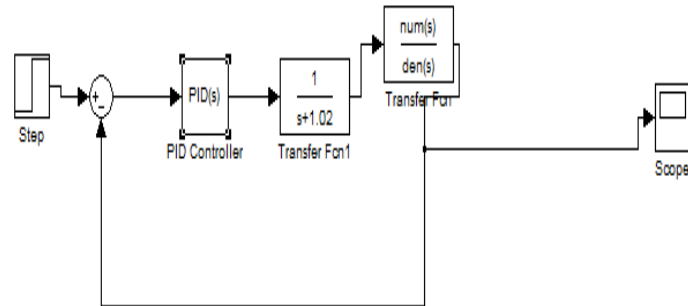 Step
+
-
PID(s)
PID Controller
1
s+1.02
Transfer Fcn1
num(s)
den(s)
Transfer Fcn
Scope